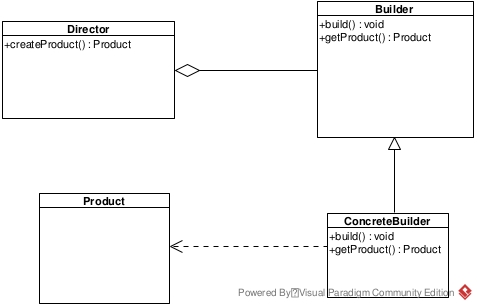 Builder
+build() : void
+getProduct() : Product
Director
+createProduct() : Product
Product
ConcreteBuilder
+build() : void
+getProduct() : Product
Powered By Visual Paradigm Community Edition